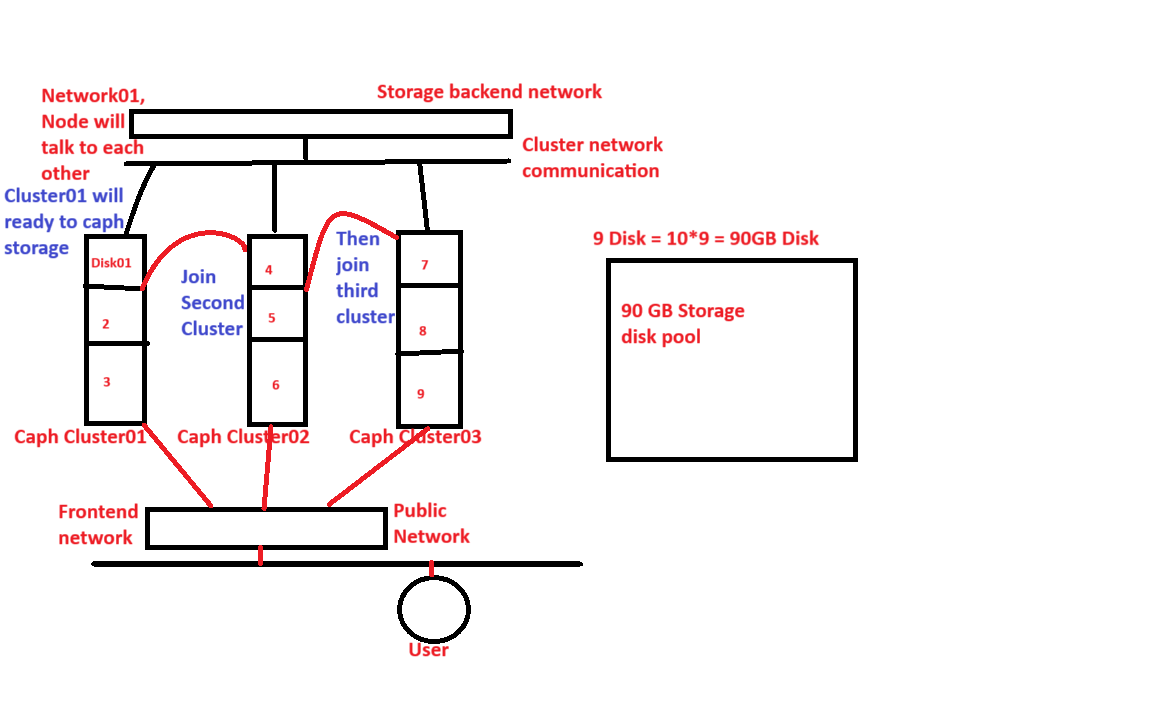 Network01,
Node will
talk to each
other
Storage backend network
Cluster network
communication
Cluster01 will
ready to caph
storage
Disk01
2
3
Join
Second
Cluster
4
5
6
Then
join
third
cluster
7
8
9
9 Disk = 10*9 = 90GB Disk
90 GB Storage
disk pool
Caph Cluster01
Caph Cluster02
Caph Cluster03
Frontend
network
Public
Network
User